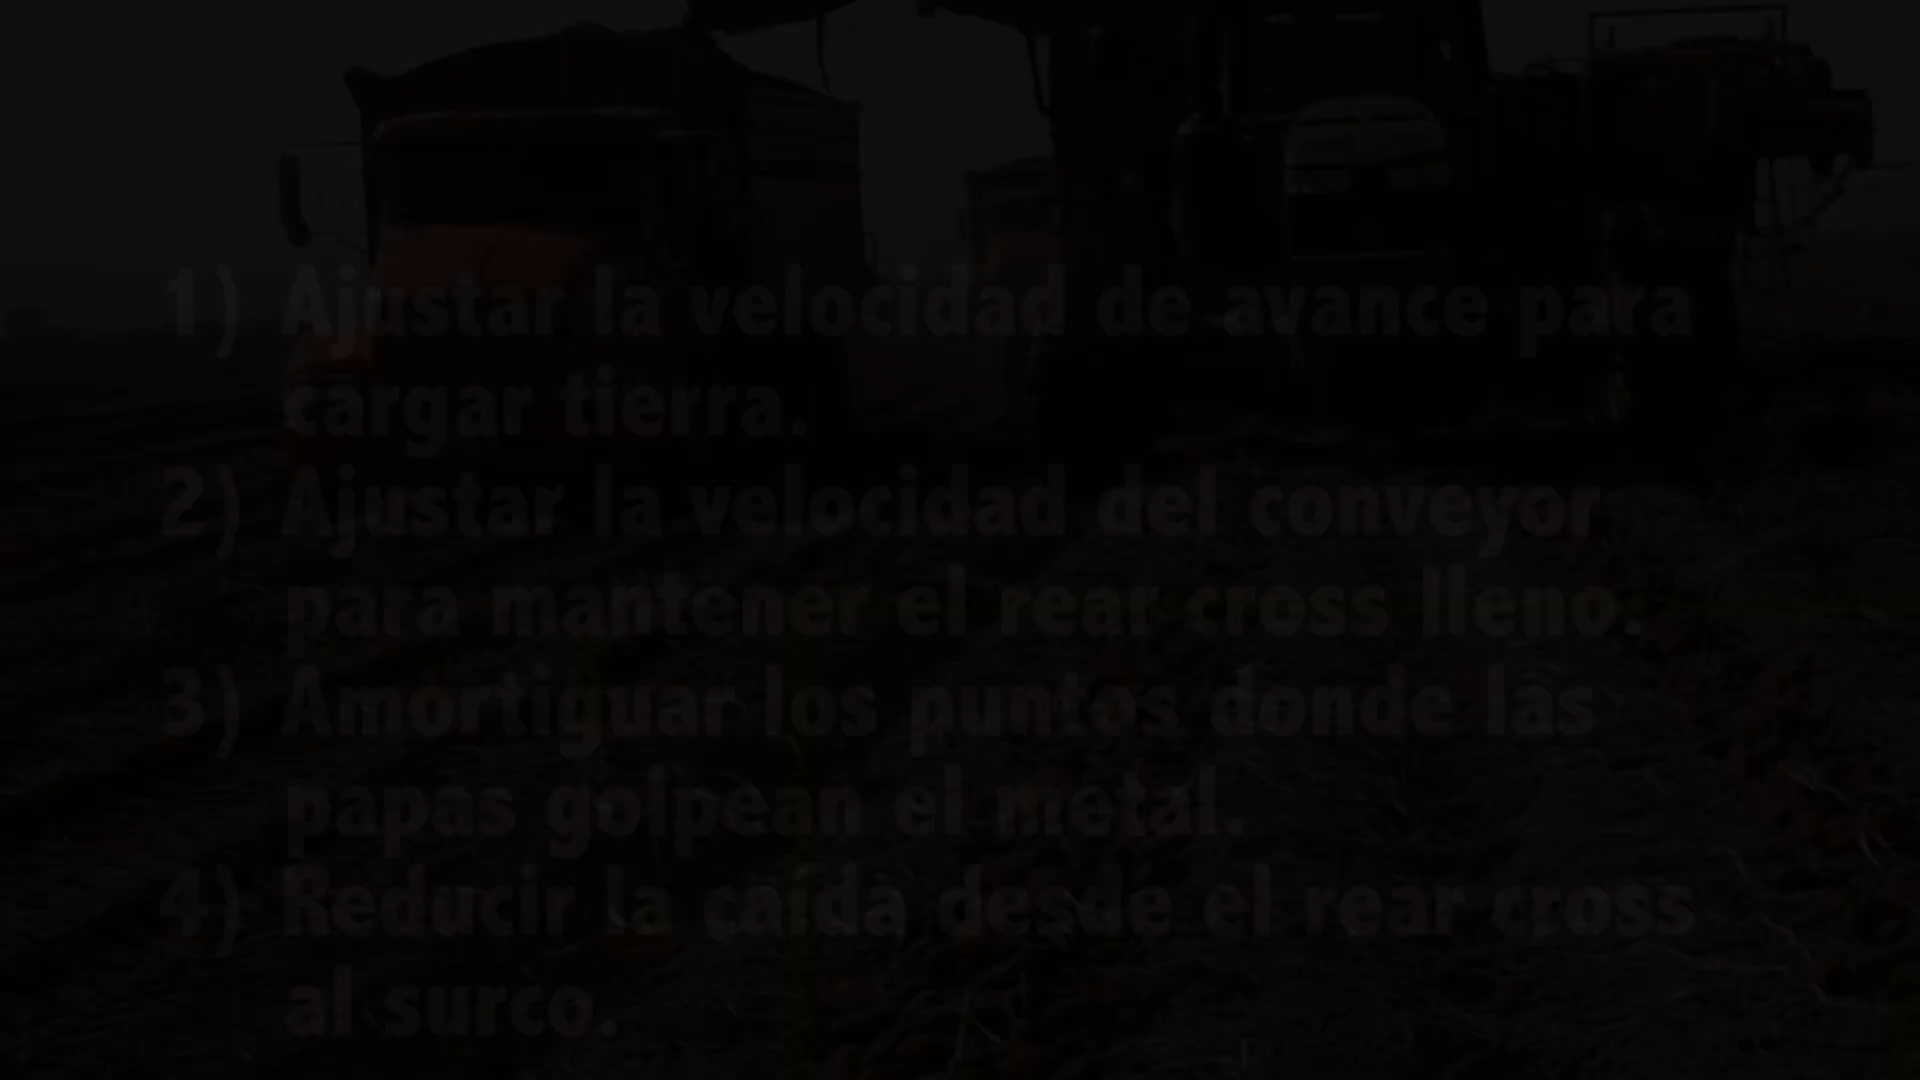 1) Ajustar la velocidad de avance para
cargar tierra.
2) Ajustar la velocidad del conveyor
para mantener el rear cross lleno.
3) Amortiguar los puntos donde las
papas golpean el metal.
4) Reducir la caída desde el rear cross
al surco.